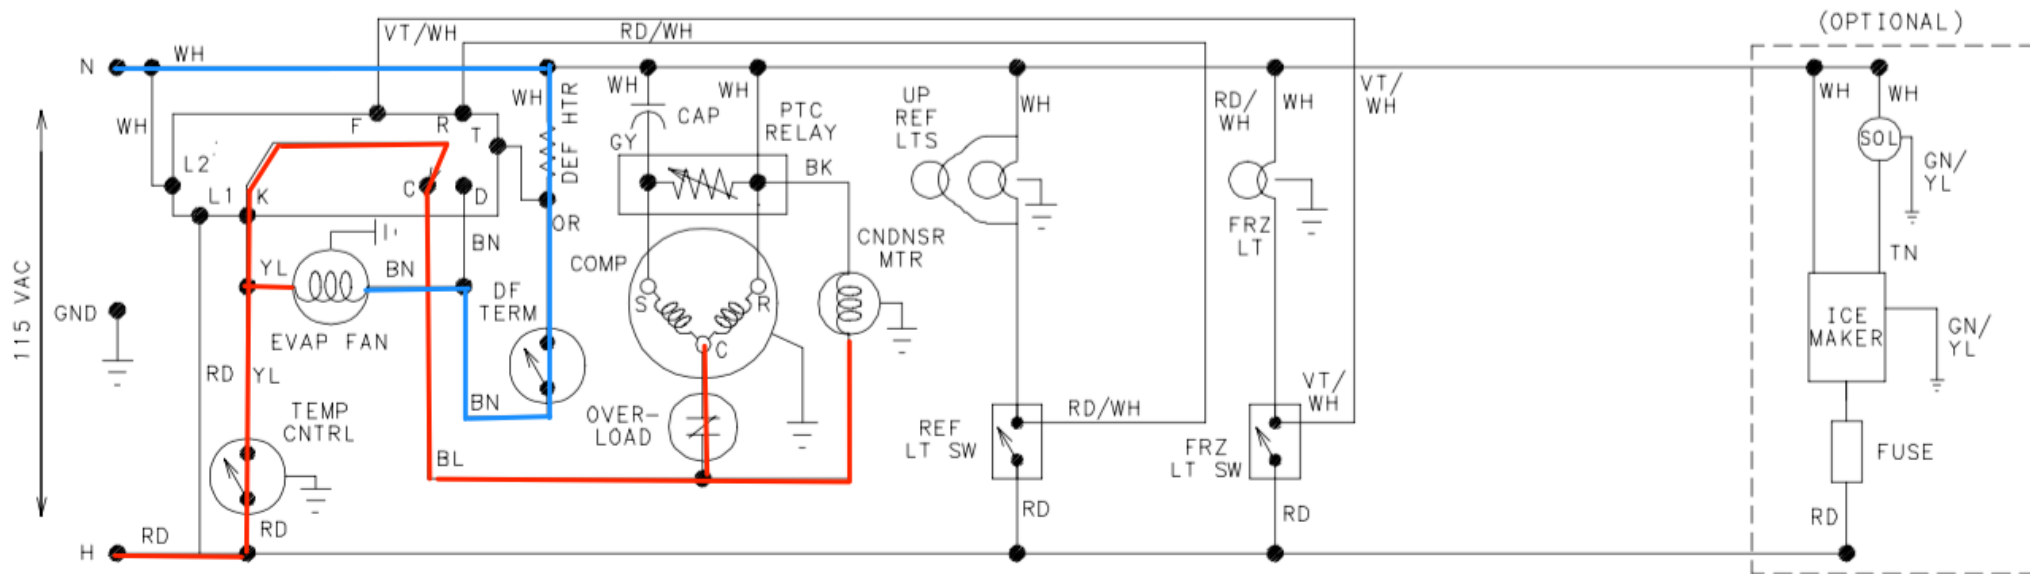 (OPTIONAL)
VT/WH
RD/WH
N
WH
WH
WH
F
R
T
L2
L1
K
C
D
WH
DEF HTR
OR
WH
CAP
GY
WH
PTC
RELAY
BK
UP
REF
LTS
WH
RD/
WH
WH
VT/
WH
WH
WH
SOL
GN/
YL
TN
FRZ
LT
115 VAC
GND
YL
BN
BN
EVAP FAN
DF
TERM
COMP
S
R
C
CNDNSR
MTR
ICE
MAKER
GN/
YL
RD
YL
TEMP
CNTRL
BN
BL
OVER-
LOAD
REF
LT SW
RD/WH
FRZ
LT SW
VT/
WH
FUSE
H
RD
RD
RD
RD
RD